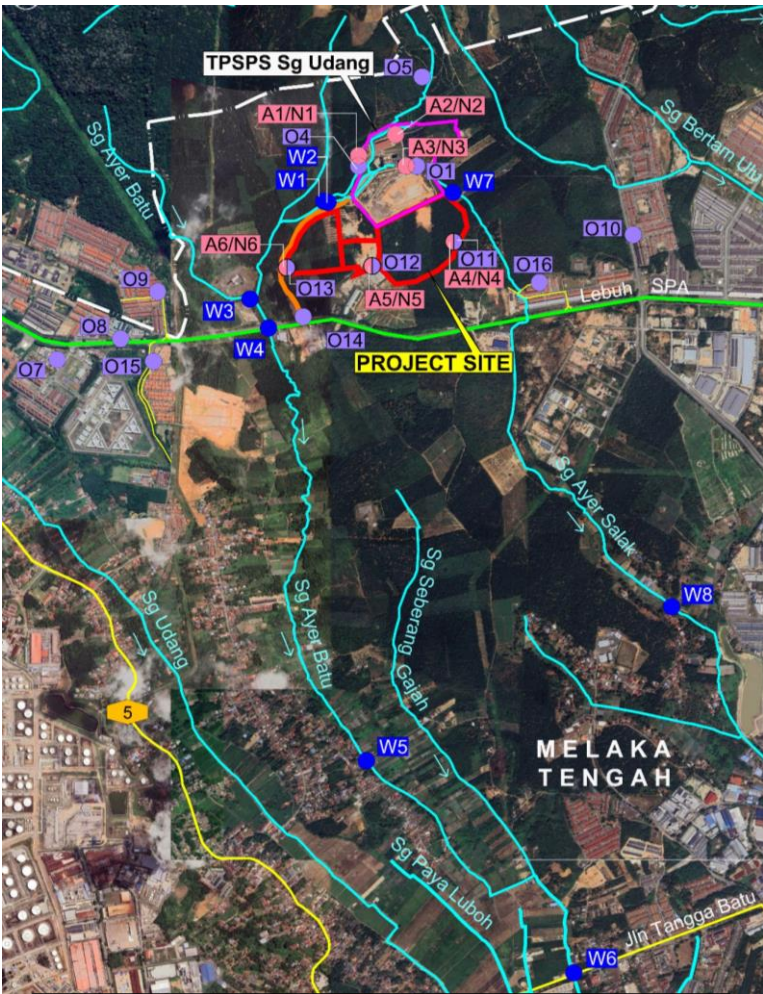 TPSPS Sg Udang
O5
Sg
A1/N1
A2/N2
Sg Bertam Ulu
O4
Sg Ayer Batu
W2
A3/N3
O1
W1
W7
A6/N6
O10
O12
O11
O9
O13
A4/N4
O16
A5/N5
Lebuh SPA
W3
O8
W4
O14
O7
O15
PROJECT SITE
Sg Ayer Salak
Sg Seberang Gajah
Sg Ayer Batu
W8
Sg Udang
5
MELAKA
TENGAH
W5
Sg Paya Luboh
Jln Tangga Batu
W6